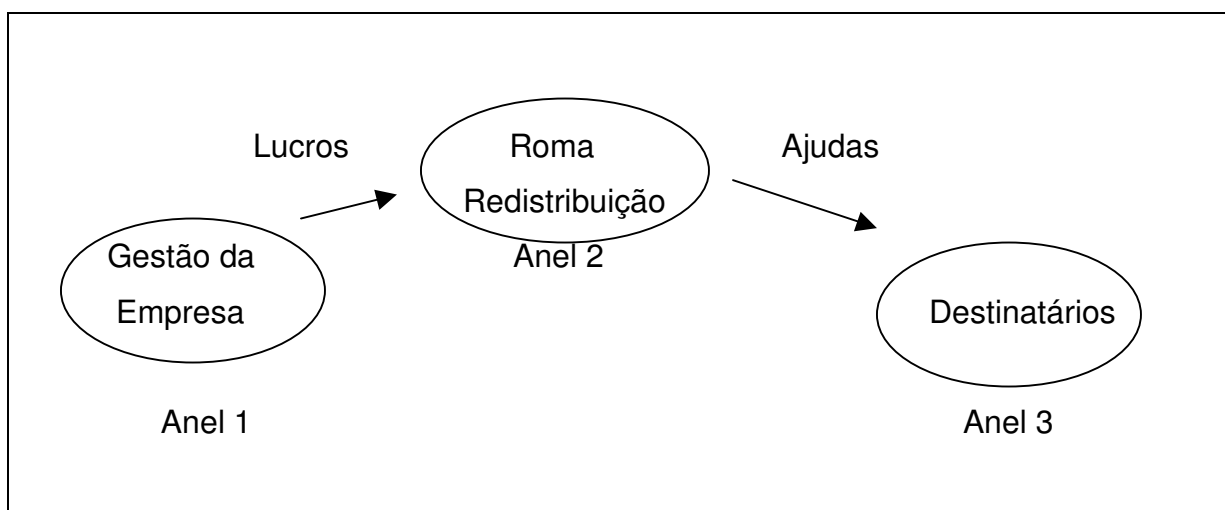 Lucros
Roma
Redistribuição
Anel 2
Ajudas
Gestão da
Empresa
Anel 1
Destinatários
Anel 3